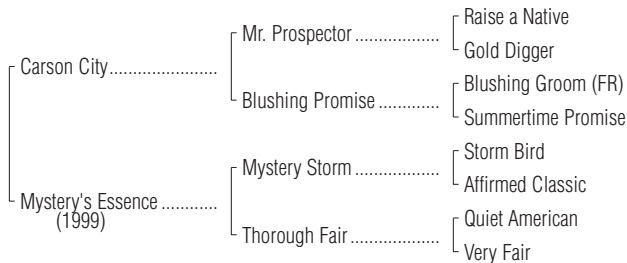 Raise a Native
Mr. Prospector ..................
Gold Digger
Carson City.......................
Blushing Groom (FR)
Blushing Promise .............
Summertime Promise
Storm Bird
Mystery Storm ..................
Affirmed Classic
Mystery's Essence ............
(1999)
Quiet American
Thorough Fair ...................
Very Fair